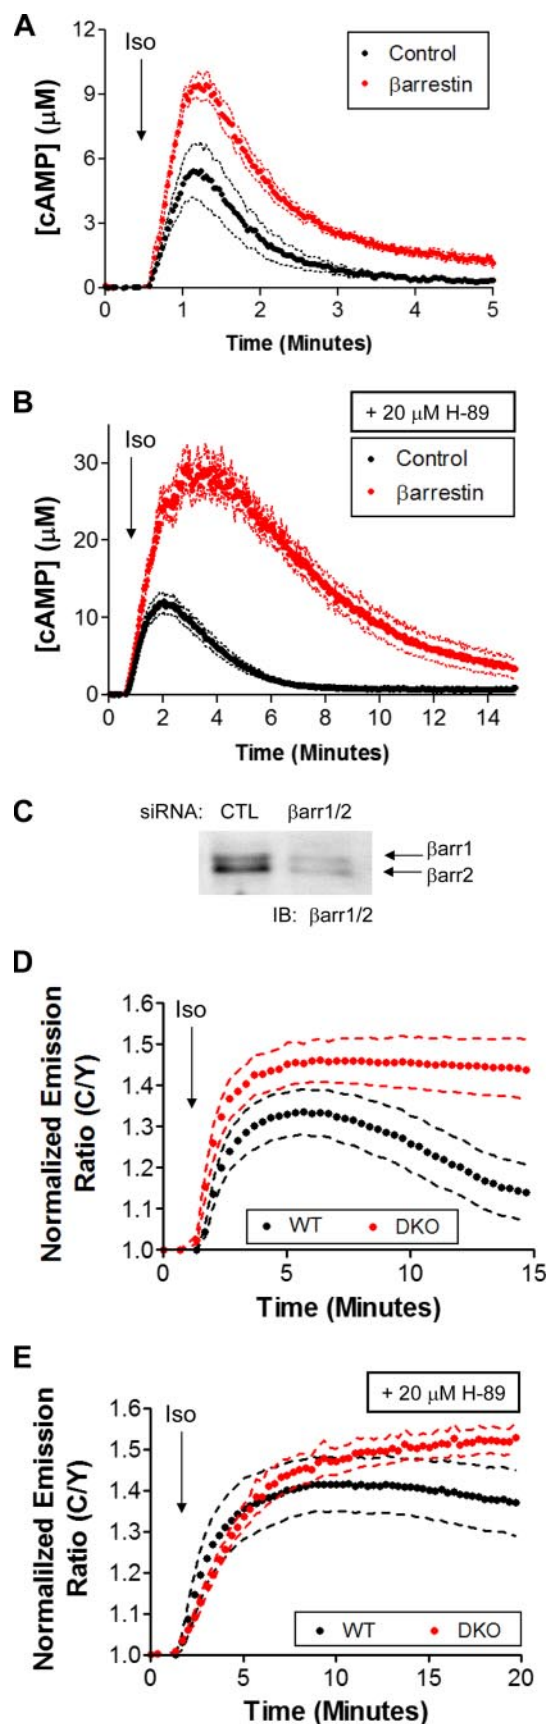 A
Iso
Control
βarrestin
[cAMP] (μM)
12
9
6
3
0
1 2 3 4 5
Time (Minutes)
B
+ 20 μM H-89
Iso
Control
βarrestin
[cAMP] (μM)
30
20
10
0
0 2 4 6 8 10 12 14
Time (Minutes)
C
siRNA: CTL βarr1/2
βarr1
βarr2
IB: βarr1/2
D
Iso
Normalized Emission
Ratio (C/Y)
1.6
1.5
1.4
1.3
1.2
1.1
1.0
WT DKO
0 5 10 15
Time (Minutes)
E
+ 20 μM H-89
Iso
Normalilzed Emission
Ratio (C/Y)
1.6
1.5
1.4
1.3
1.2
1.1
1.0
WT DKO
0 5 10 15 20
Time (Minutes)